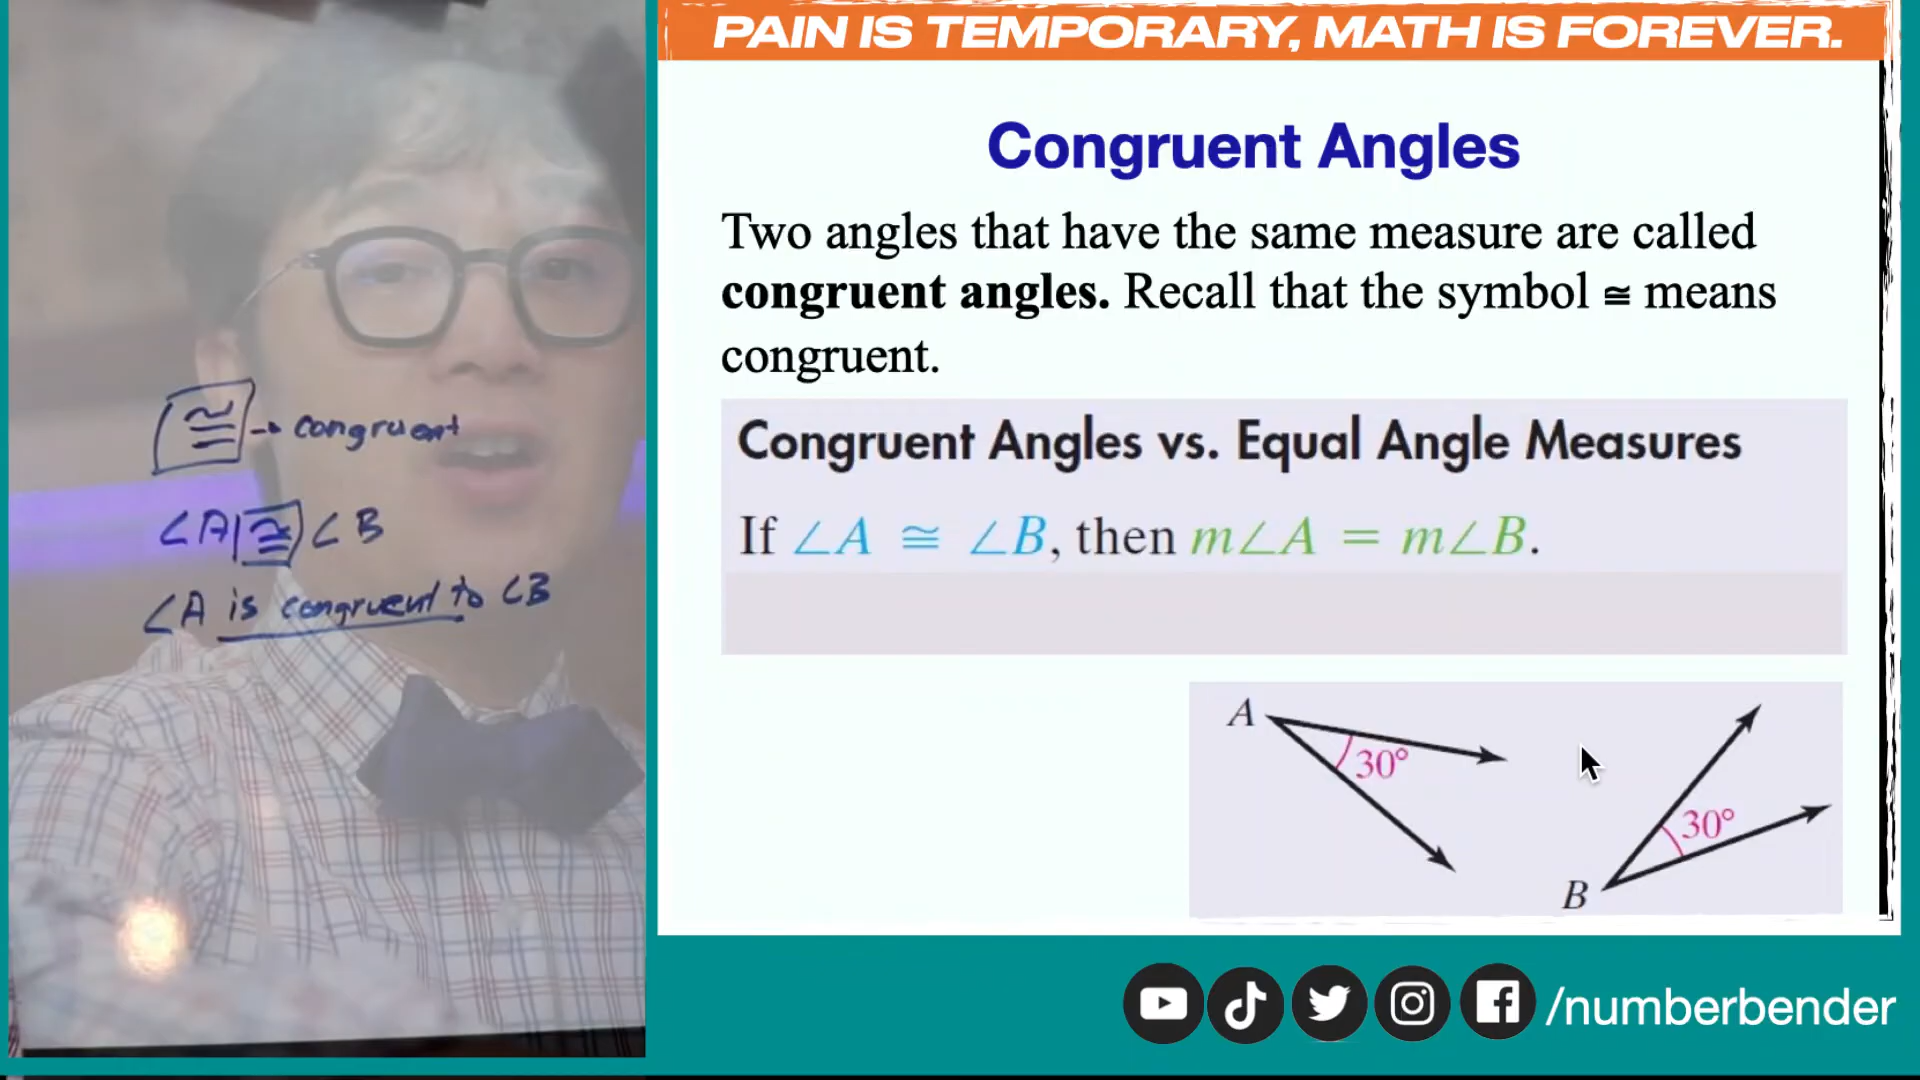 PAIN IS TEMPORARY, MATH IS FOREVER.
Congruent Angles
Two angles that have the same measure are called
congruent angles. Recall that the symbol ≅ means
congruent.
Congruent Angles vs. Equal Angle Measures
If ∠A ≅ ∠B, then m∠A = m∠B.
A
30°
30°
B
≅ → congruent
∠A ≅ ∠B
∠A is congruent to ∠B
/numberbender